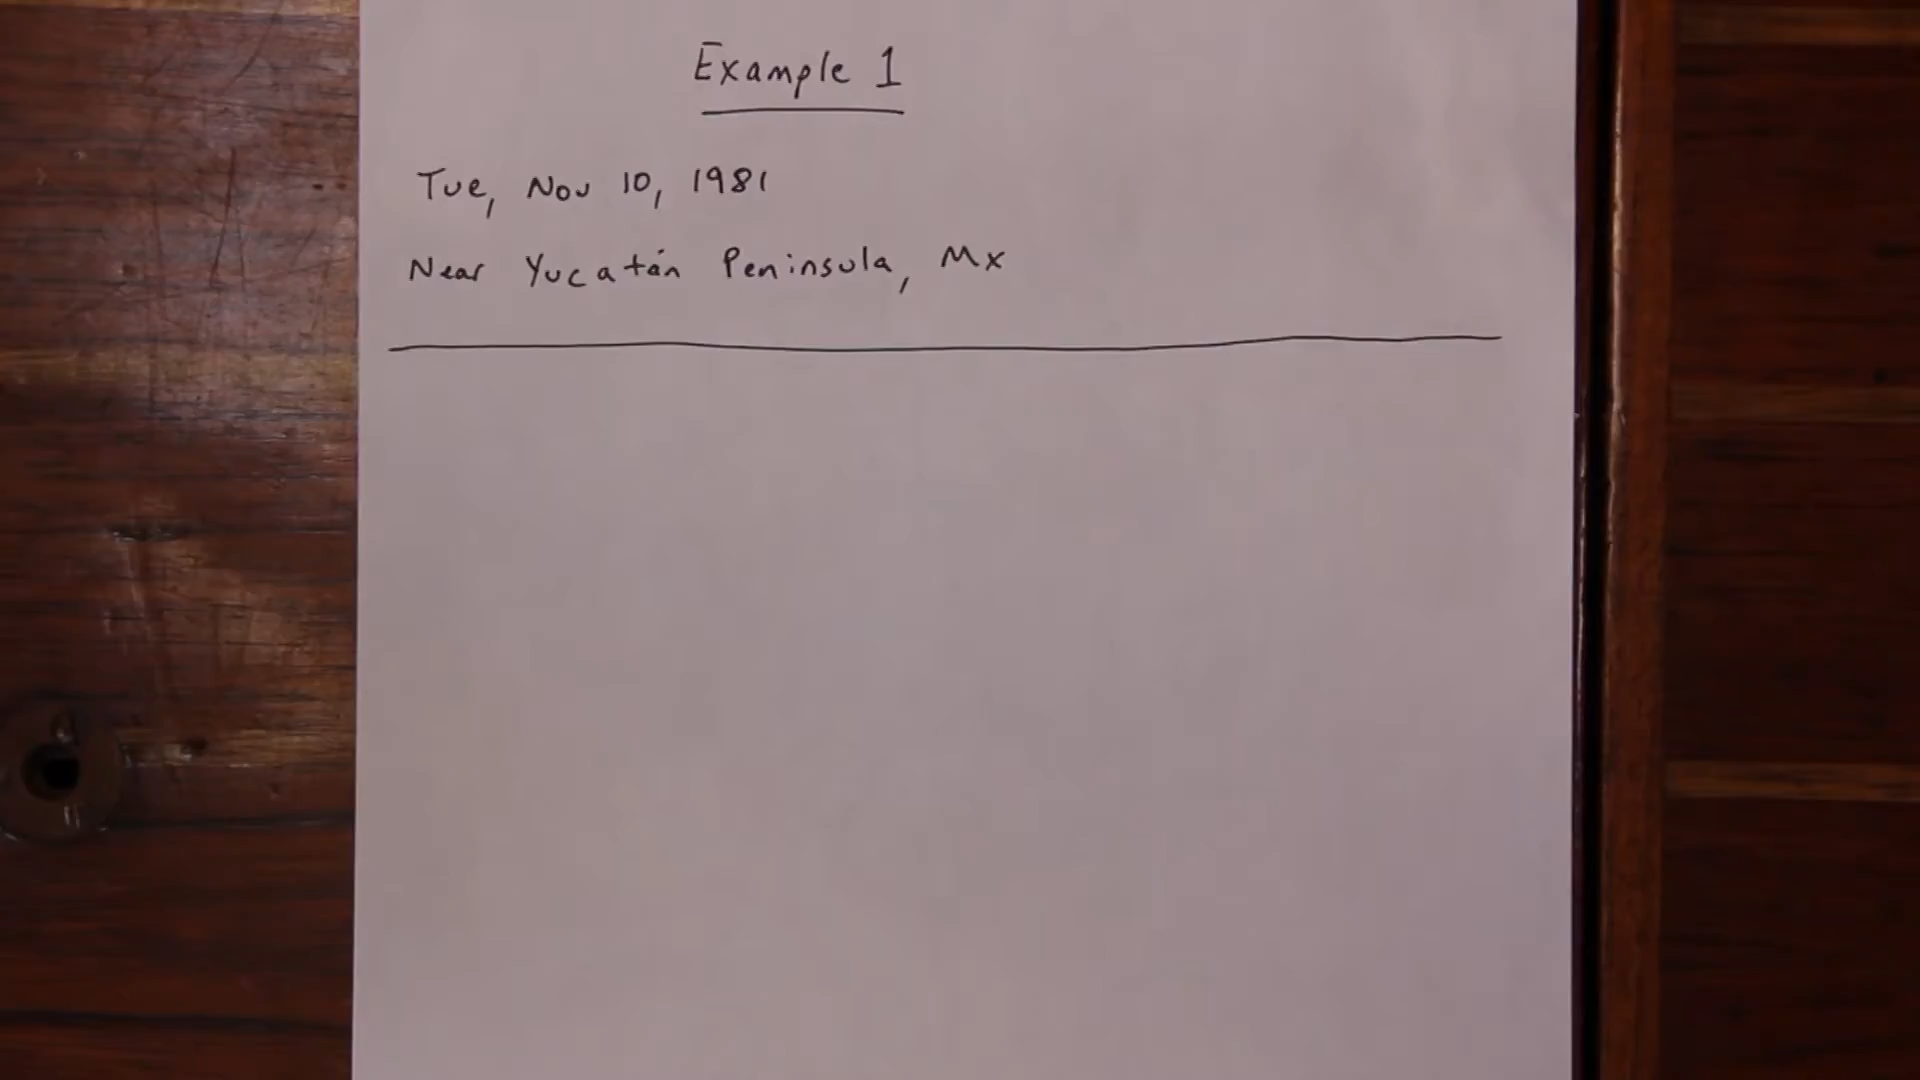 Example 1
Tue, Nov 10, 1981
Near Yucatán Peninsula, Mx